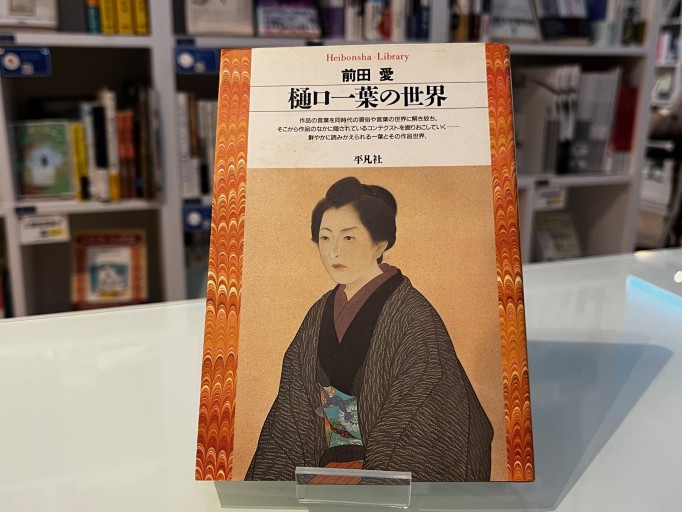 Heibonsha Library
前田 愛
樋口一葉の世界
作品の言葉を同時代の習俗や言葉の世界に解き放ち、
そこから作品のなかに隠されているコンテクストを掘りおこしていく——
鮮やかに読みかえられる一葉とその作品世界。
平凡社